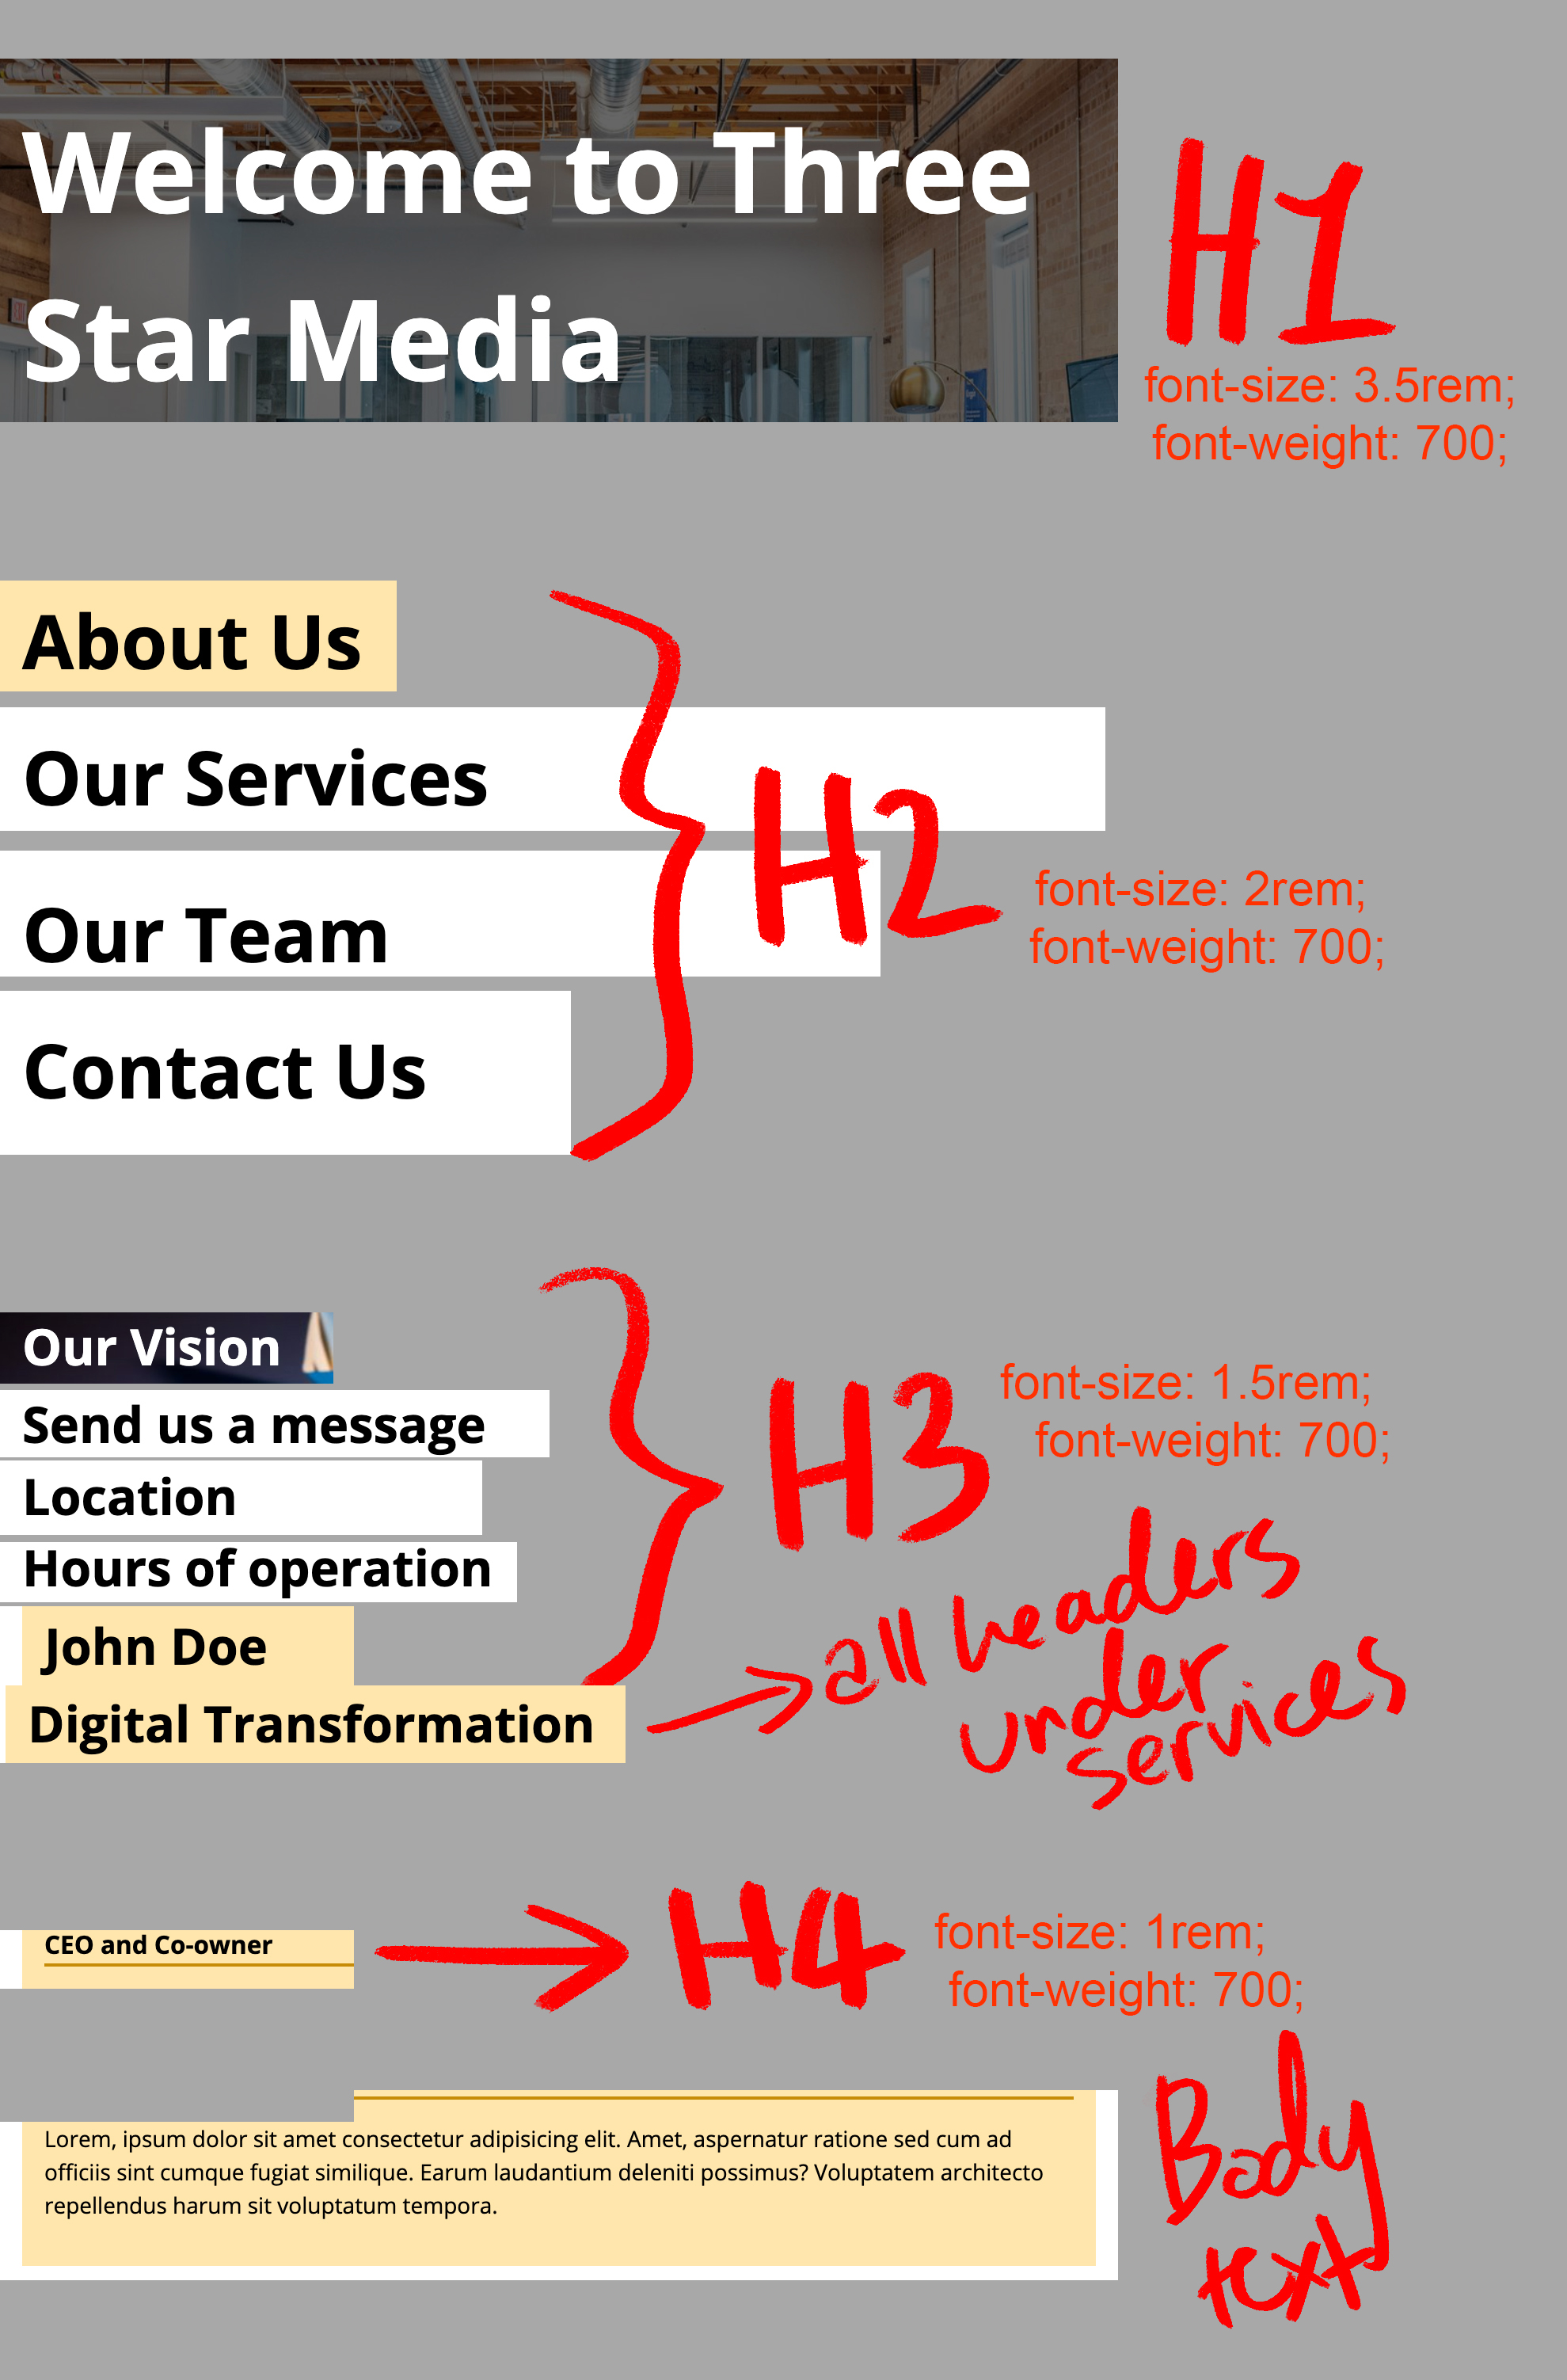 Welcome to Three
Star Media
H1
font-size: 3.5rem;
font-weight: 700;
About Us
Our Services
Our Team
Contact Us
H2
font-size: 2rem;
font-weight: 700;
Our Vision
Send us a message
Location
Hours of operation
John Doe
Digital Transformation
H3
font-size: 1.5rem;
font-weight: 700;
all headers
under
services
CEO and Co-owner
H4
font-size: 1rem;
font-weight: 700;
Lorem, ipsum dolor sit amet consectetur adipisicing elit. Amet, aspernatur ratione sed cum ad
officiis sint cumque fugiat similique. Earum laudantium deleniti possimus? Voluptatem architecto
repellendus harum sit voluptatum tempora.
Body
text